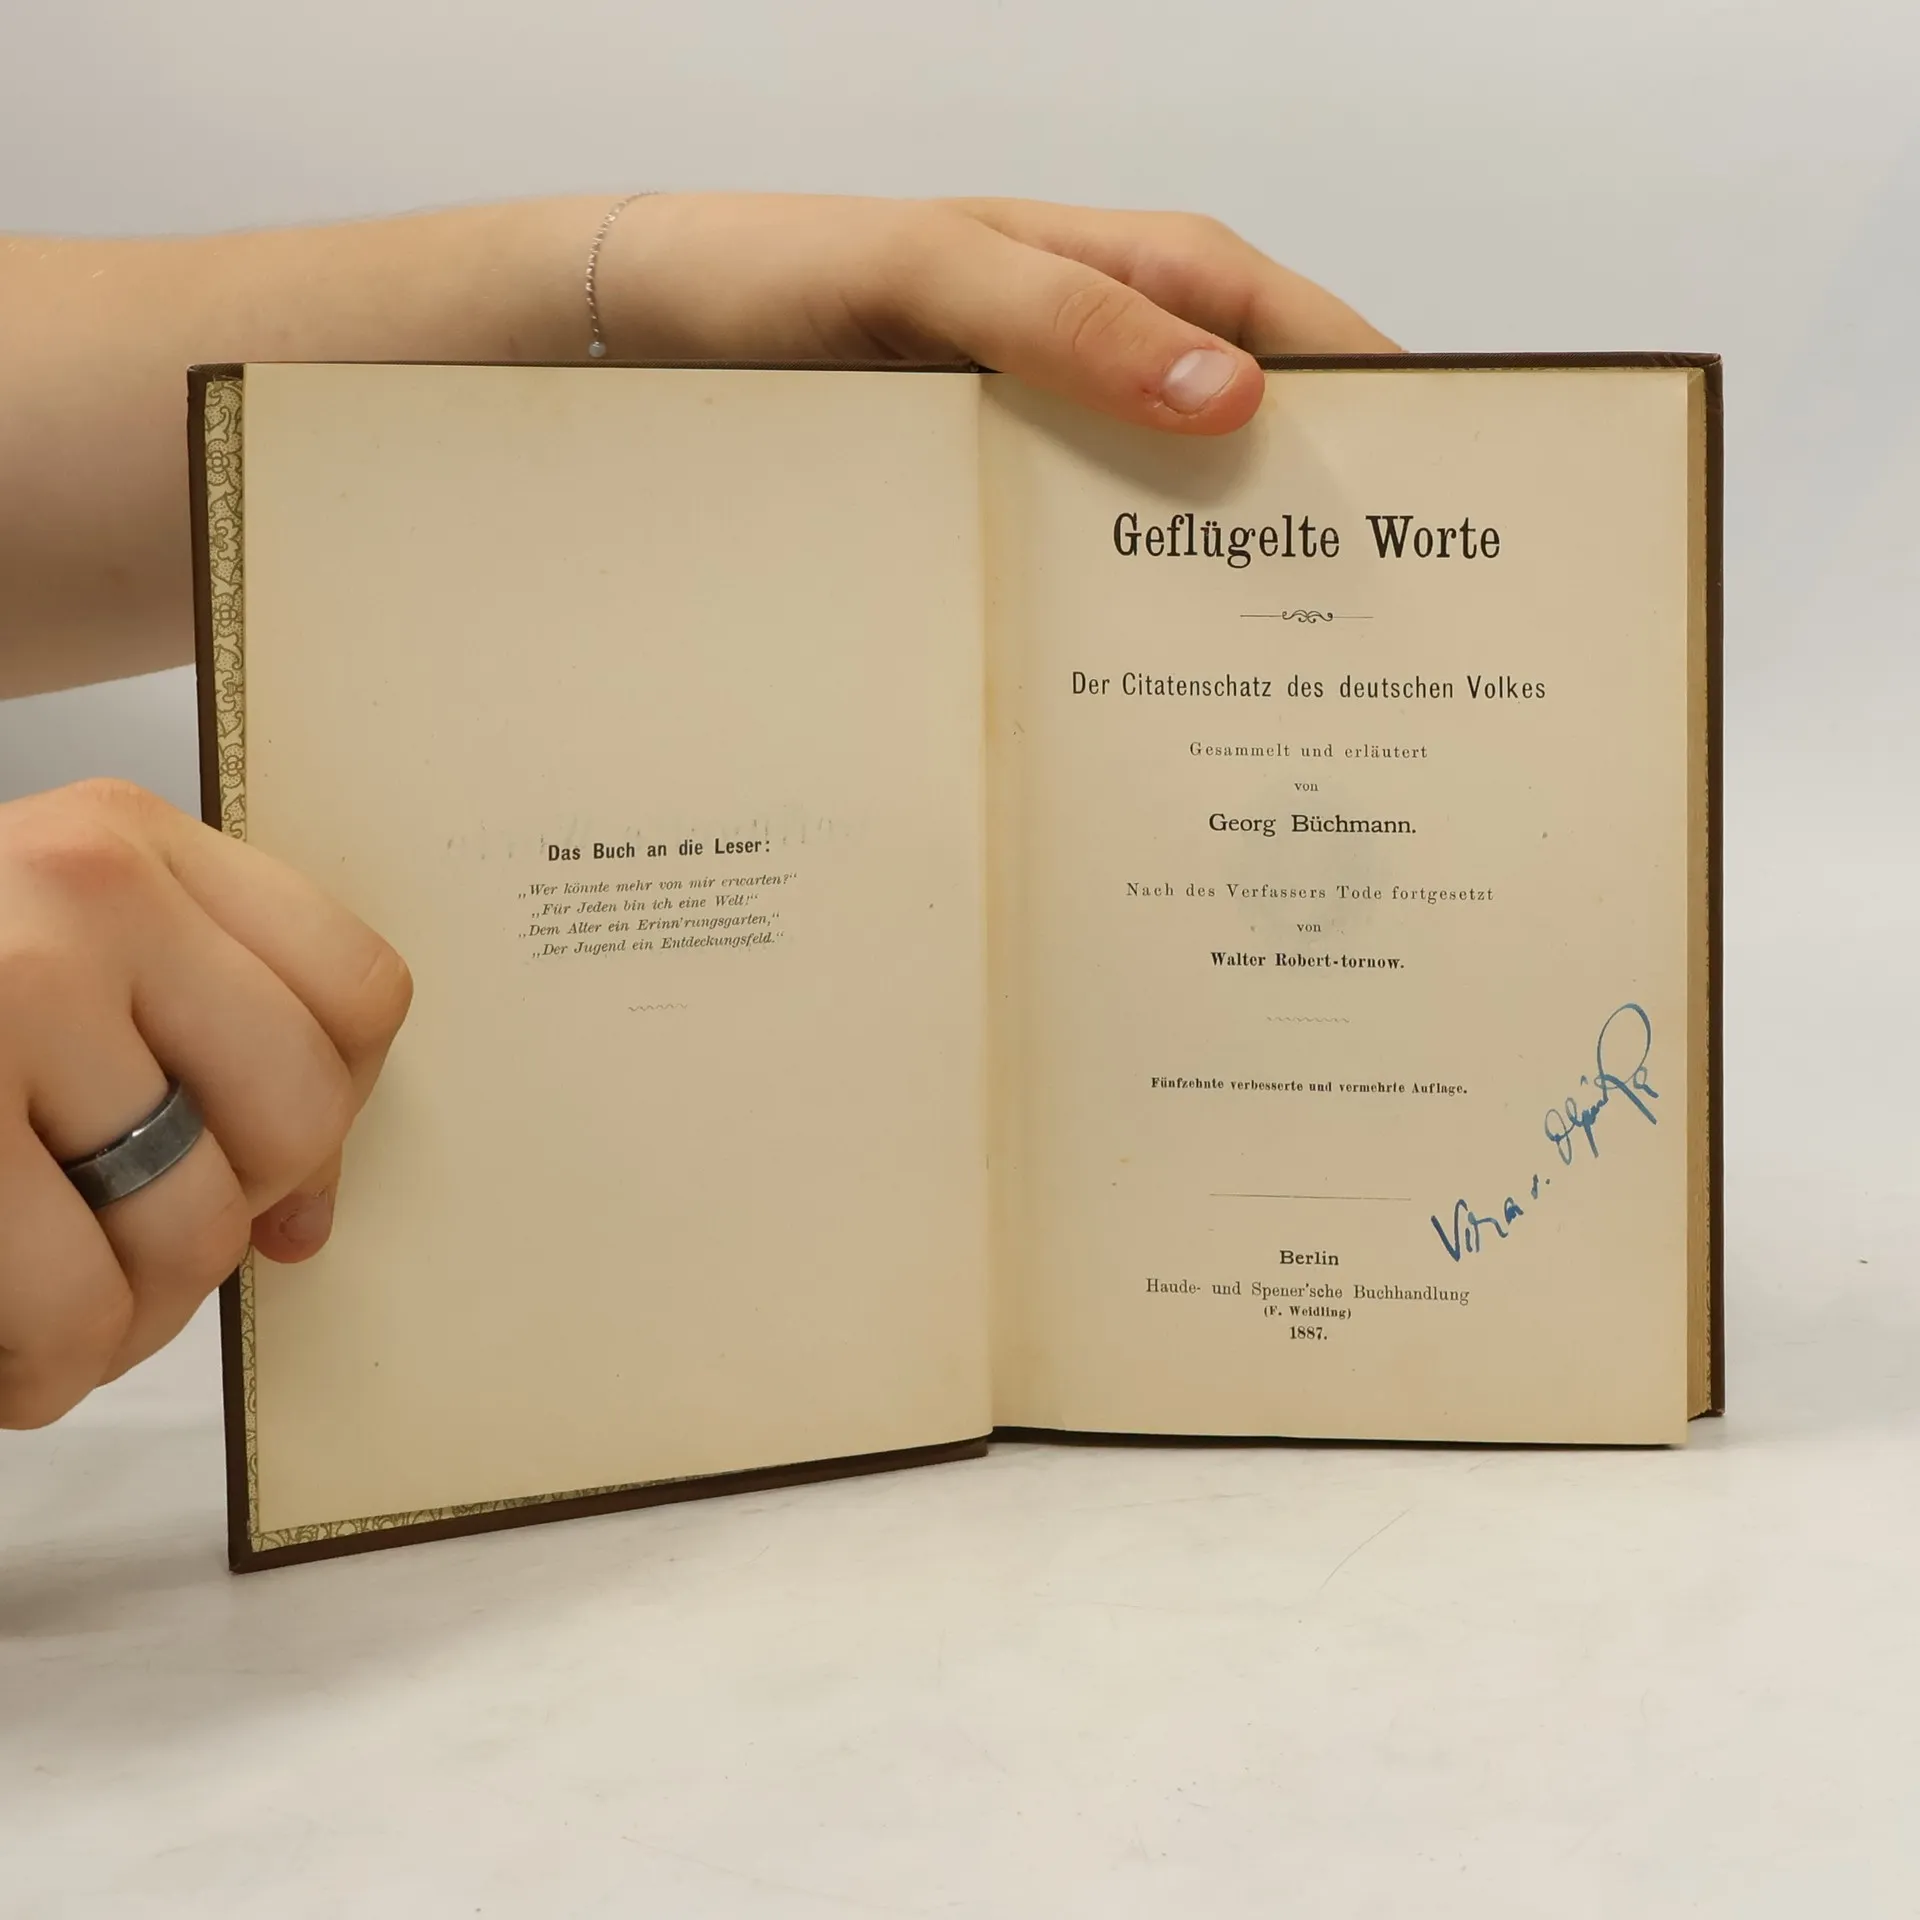 Das Buch an die Leser:
„Wer könnte mehr von mir erwarten?“
„Für Jeden bin ich eine Welt!“
„Dem Alter ein Erinn'rungsgarten,“
„Der Jugend ein Entdeckungsfeld.“
Geflügelte Worte
Der Citatenschatz des deutschen Volkes
Gesammelt und erläutert
von
Georg Büchmann.
Nach des Verfassers Tode fortgesetzt
von
Walter Robert-tornow.
Fünfzehnte verbesserte und vermehrte Auflage.
Berlin
Haude- und Spener'sche Buchhandlung
(F. Weidling)
1887.